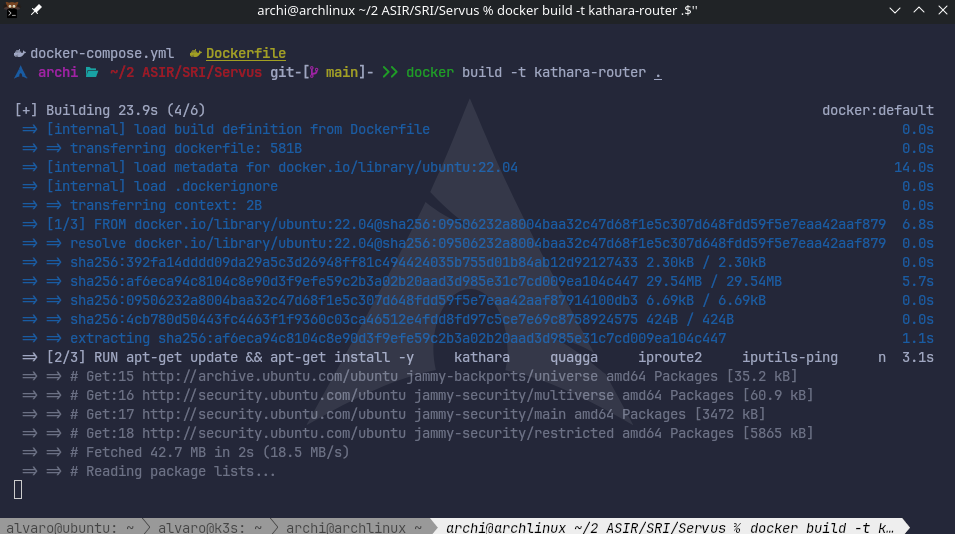 archi@archlinux ~/2 ASIR/SRI/Servus % docker build -t kathara-router .$''
docker-compose.yml Dockerfile
archi ~/2 ASIR/SRI/Servus git-[ main]- >> docker build -t kathara-router .
[+] Building 23.9s (4/6) docker:default
=> [internal] load build definition from Dockerfile 0.0s
=> => transferring dockerfile: 581B 0.0s
=> [internal] load metadata for docker.io/library/ubuntu:22.04 14.0s
=> [internal] load .dockerignore 0.0s
=> => transferring context: 2B 0.0s
=> [1/3] FROM docker.io/library/ubuntu:22.04@sha256:09506232a8004baa32c47d68f1e5c307d648fdd59f5e7eaa42aaf879 6.8s
=> => resolve docker.io/library/ubuntu:22.04@sha256:09506232a8004baa32c47d68f1e5c307d648fdd59f5e7eaa42aaf879 0.0s
=> => sha256:392fa14dddd09da29a5c3d26948ff81c494424035b755d01b84ab12d92127433 2.30kB / 2.30kB 0.0s
=> => sha256:af6eca94c8104c8e90d3f9efe59c2b3a02b20aad3d985e31c7cd009ea104c447 29.54MB / 29.54MB 5.7s
=> => sha256:09506232a8004baa32c47d68f1e5c307d648fdd59f5e7eaa42aaf87914100db3 6.69kB / 6.69kB 0.0s
=> => sha256:4cb780d50443fc4463f1f9360c03ca46512e4fdd8fd97c5ce7e69c8758924575 424B / 424B 0.0s
=> => extracting sha256:af6eca94c8104c8e90d3f9efe59c2b3a02b20aad3d985e31c7cd009ea104c447 1.1s
=> [2/3] RUN apt-get update && apt-get install -y kathara quagga iproute2 iputils-ping n 3.1s
=> => # Get:15 http://archive.ubuntu.com/ubuntu jammy-backports/universe amd64 Packages [35.2 kB]
=> => # Get:16 http://security.ubuntu.com/ubuntu jammy-security/multiverse amd64 Packages [60.9 kB]
=> => # Get:17 http://security.ubuntu.com/ubuntu jammy-security/main amd64 Packages [3472 kB]
=> => # Get:18 http://security.ubuntu.com/ubuntu jammy-security/restricted amd64 Packages [5865 kB]
=> => # Fetched 42.7 MB in 2s (18.5 MB/s)
=> => # Reading package lists...
alvaro@ubuntu: ~ alvaro@k3s: ~ archi@archlinux ~ archi@archlinux ~/2 ASIR/SRI/Servus % docker build -t k…